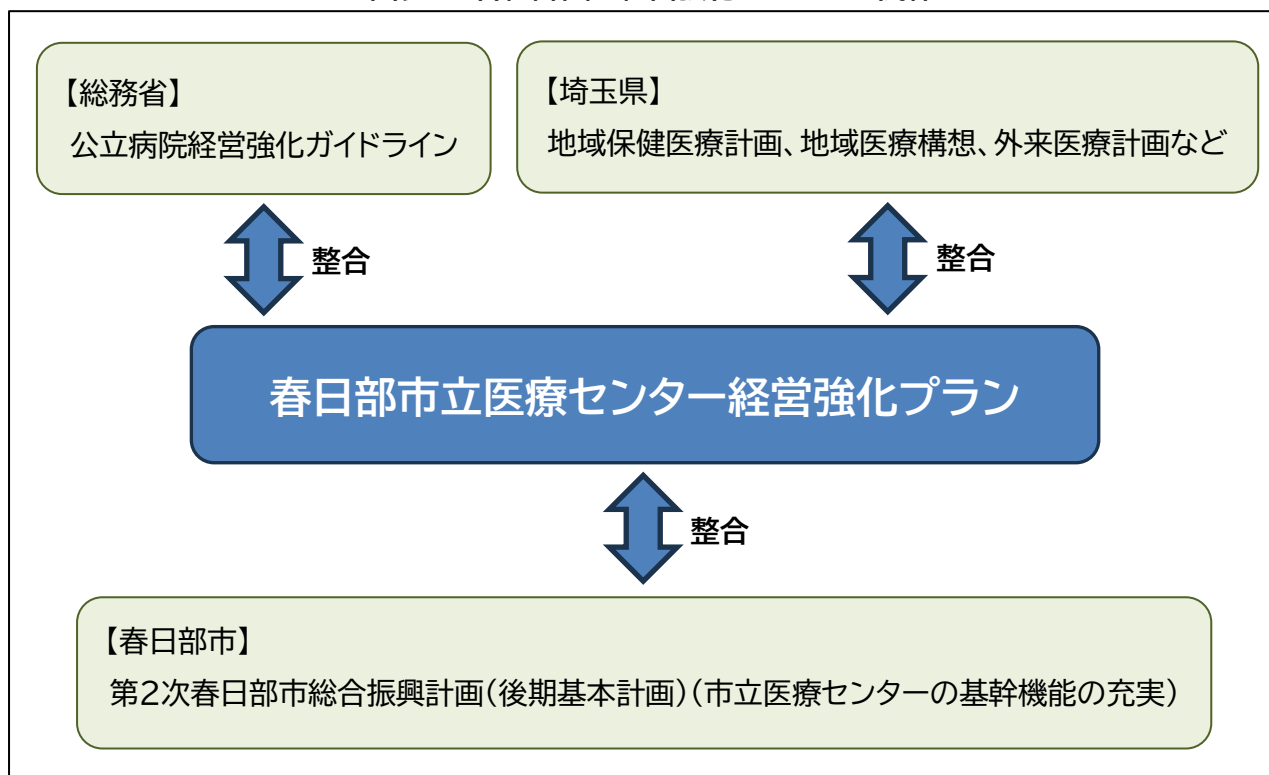 【総務省】
公立病院経営強化ガイドライン
【埼玉県】
地域保健医療計画、地域医療構想、外来医療計画など
整合
整合
春日部市立医療センター経営強化プラン
整合
【春日部市】
第2次春日部市総合振興計画(後期基本計画)(市立医療センターの基幹機能の充実)